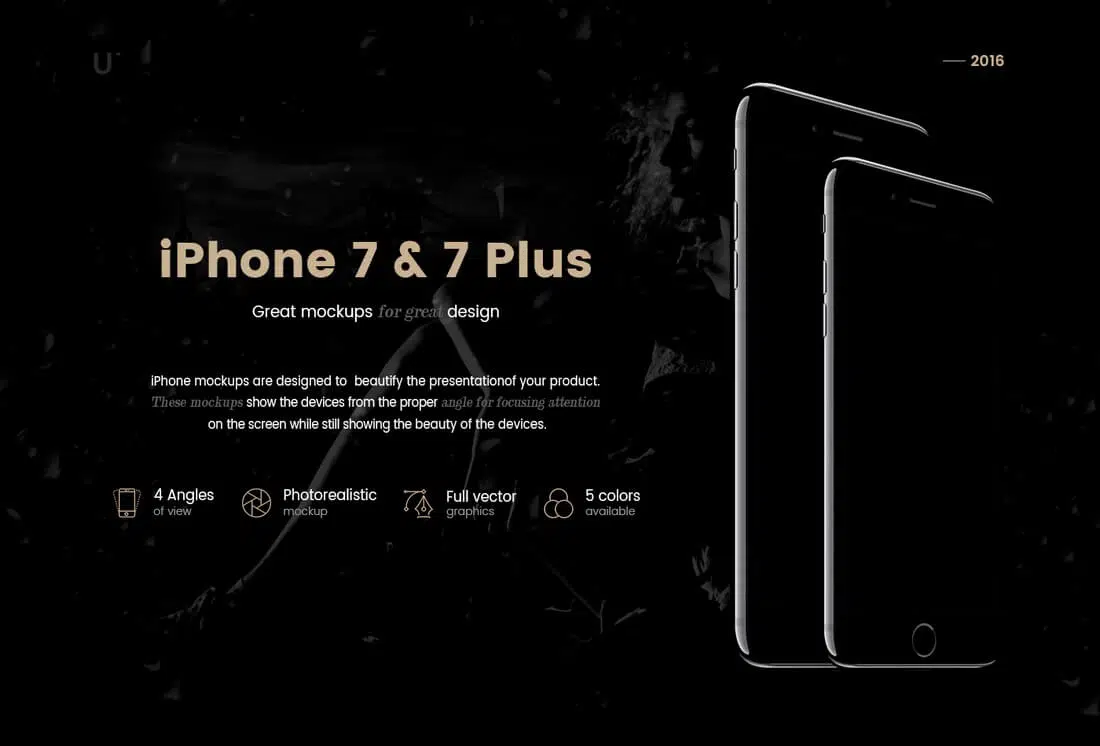 U
2016
iPhone 7 & 7 Plus
Great mockups for great design
iPhone mockups are designed to beautify the presentationof your product.
These mockups show the devices from the proper angle for focusing attention
on the screen while still showing the beauty of the devices.
4 Angles
of view
Photorealistic
mockup
Full vector
graphics
5 colors
available